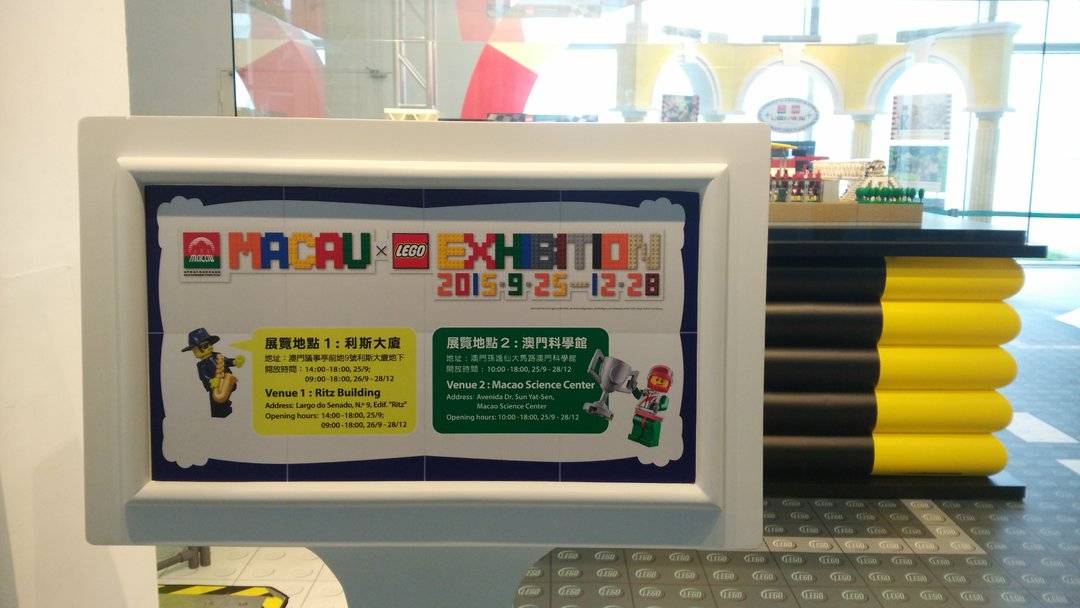 MACAU
MACAU × LEGO EXHIBITION
2015·9·25—12·28
展覽地點 1：利斯大廈
地址：澳門議事亭前地9號利斯大廈地下
開放時間：14:00 -18:00, 25/9;
09:00 -18:00, 26/9 - 28/12
Venue 1 : Ritz Building
Address: Largo do Senado, N.º 9, Edif. "Ritz"
Opening hours: 14:00 -18:00, 25/9;
09:00 -18:00, 26/9 - 28/12
展覽地點 2：澳門科學館
地址：澳門孫逸仙大馬路澳門科學館
開放時間：10:00 -18:00, 25/9 - 28/12
Venue 2 : Macao Science Center
Address: Avenida Dr. Sun Yat-Sen,
Macao Science Center
Opening hours: 10:00 -18:00, 25/9 - 28/12